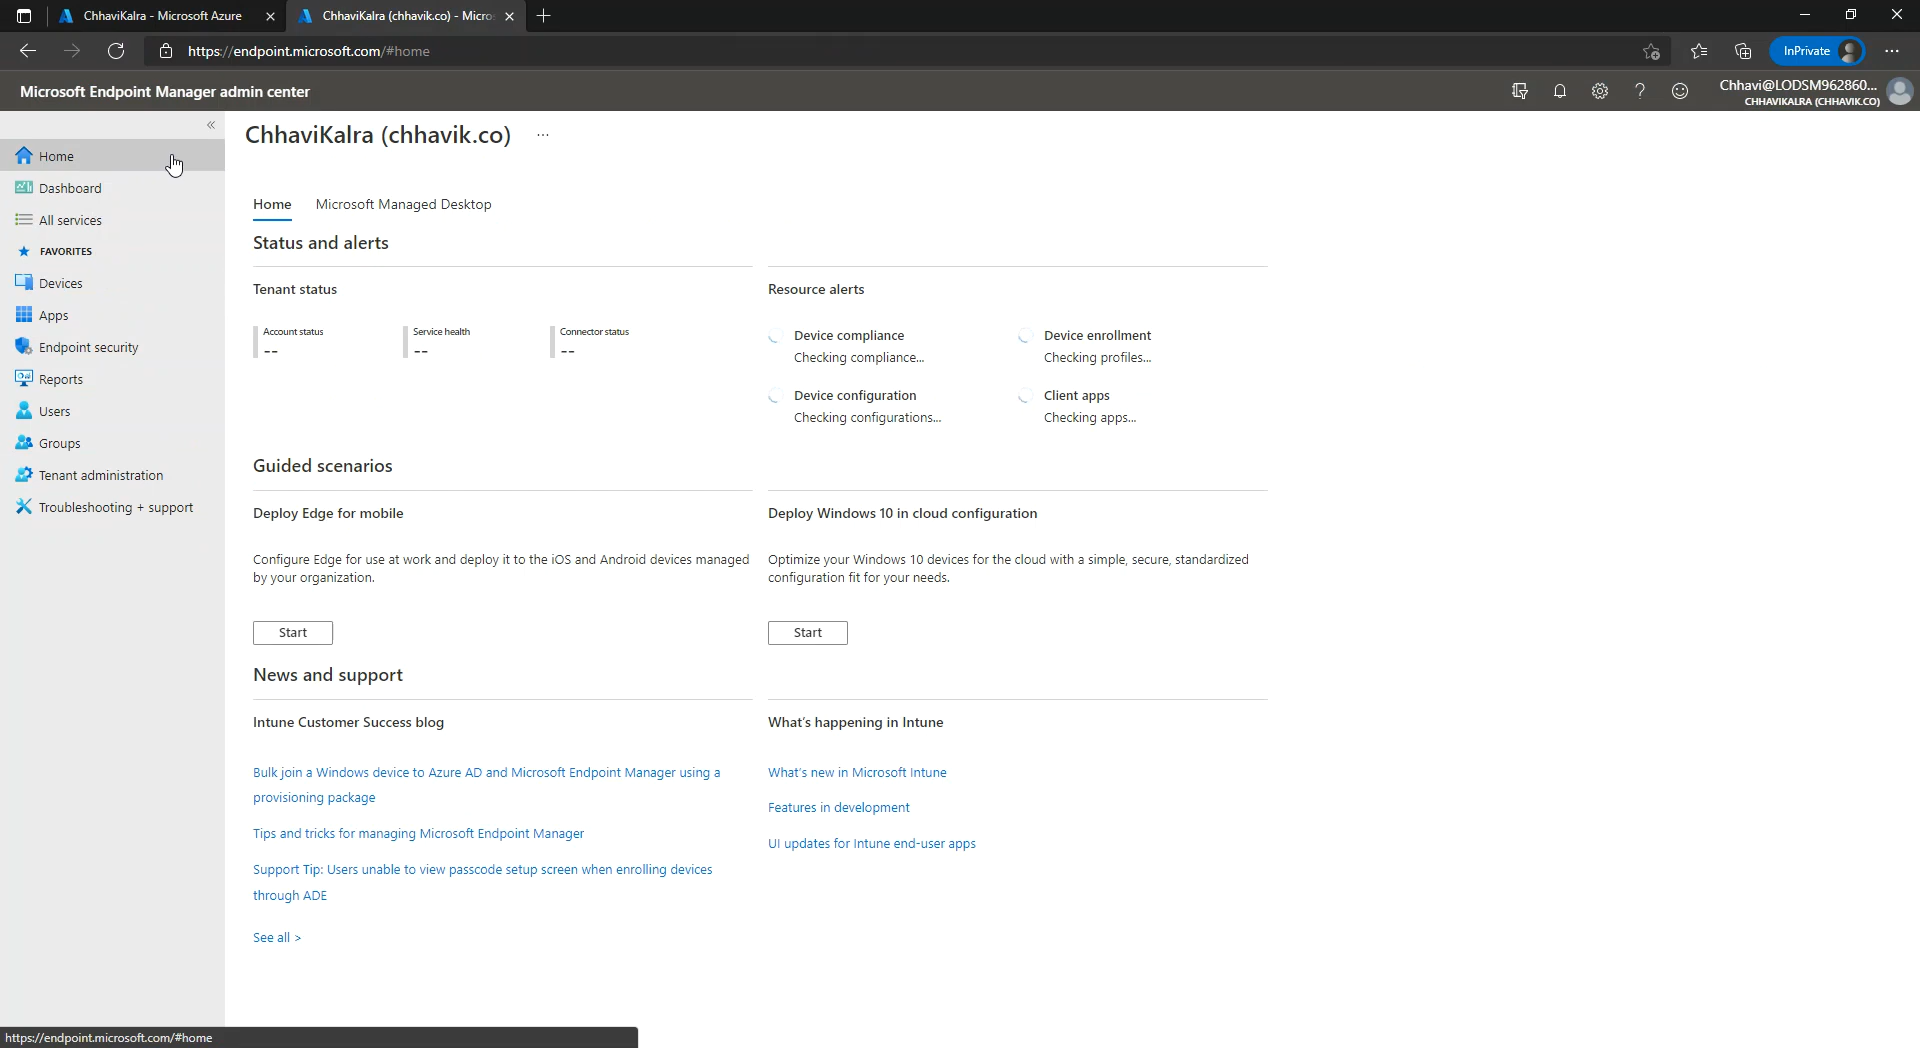 ChhaviKalra - Microsoft Azure
ChhaviKalra (chhavik.co) - Micros
https://endpoint.microsoft.com/#home
InPrivate
Microsoft Endpoint Manager admin center
Chhavi@LODSM962860...
CHHAVIKALRA (CHHAVIK.CO)
«
Home
Dashboard
All services
FAVORITES
Devices
Apps
Endpoint security
Reports
Users
Groups
Tenant administration
Troubleshooting + support
ChhaviKalra (chhavik.co) ...
Home
Microsoft Managed Desktop
Status and alerts
Tenant status
Account status
--
Service health
--
Connector status
--
Resource alerts
Device compliance
Checking compliance...
Device enrollment
Checking profiles...
Device configuration
Checking configurations...
Client apps
Checking apps...
Guided scenarios
Deploy Edge for mobile
Configure Edge for use at work and deploy it to the iOS and Android devices managed
by your organization.
Start
Deploy Windows 10 in cloud configuration
Optimize your Windows 10 devices for the cloud with a simple, secure, standardized
configuration fit for your needs.
Start
News and support
Intune Customer Success blog
Bulk join a Windows device to Azure AD and Microsoft Endpoint Manager using a
provisioning package
Tips and tricks for managing Microsoft Endpoint Manager
Support Tip: Users unable to view passcode setup screen when enrolling devices
through ADE
See all >
What's happening in Intune
What's new in Microsoft Intune
Features in development
UI updates for Intune end-user apps
https://endpoint.microsoft.com/#home